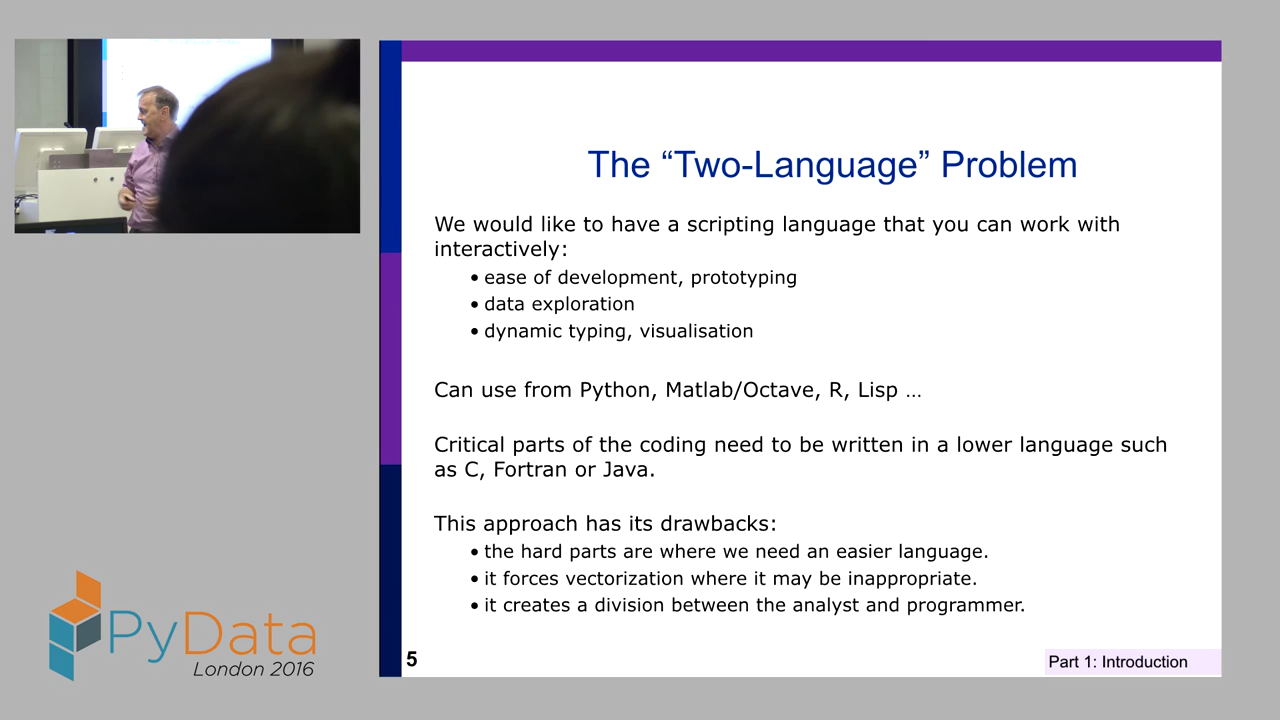 The “Two-Language” Problem
We would like to have a scripting language that you can work with
interactively:
• ease of development, prototyping
• data exploration
• dynamic typing, visualisation
Can use from Python, Matlab/Octave, R, Lisp …
Critical parts of the coding need to be written in a lower language such
as C, Fortran or Java.
This approach has its drawbacks:
• the hard parts are where we need an easier language.
• it forces vectorization where it may be inappropriate.
• it creates a division between the analyst and programmer.
5
Part 1: Introduction
PyData
London 2016